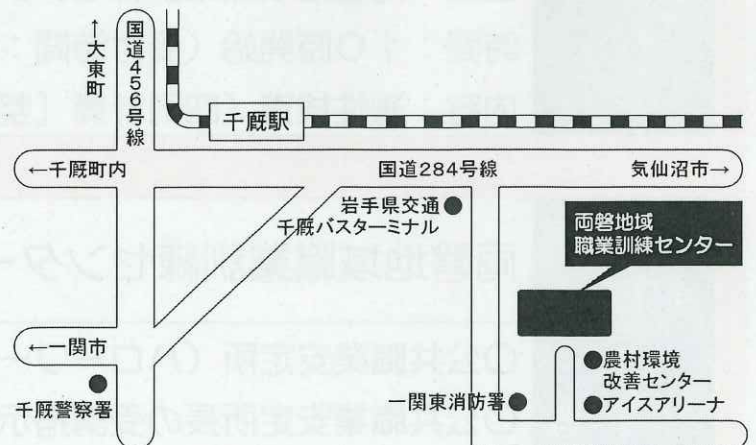 ↑大東町
国道456号線
千厩駅
←千厩町内
国道284号線
気仙沼市→
岩手県交通
千厩バスターミナル
両磐地域
職業訓練センター
←一関市
千厩警察署
一関東消防署
農村環境
改善センター
アイスアリーナ